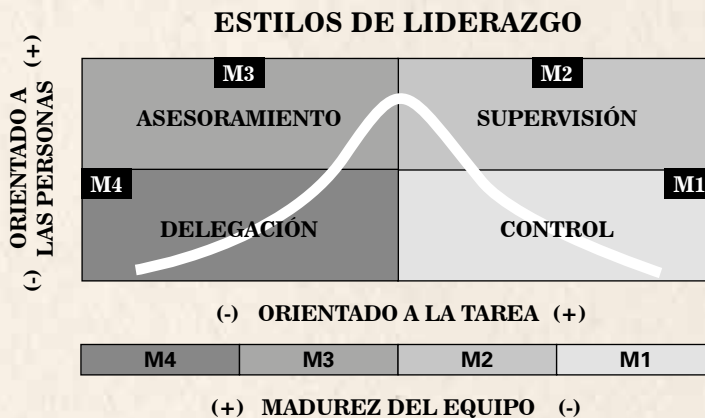 ESTILOS DE LIDERAZGO
(-) ORIENTADO A (+)
LAS PERSONAS
M3
M2
ASESORAMIENTO
SUPERVISIÓN
M4
M1
DELEGACIÓN
CONTROL
(-) ORIENTADO A LA TAREA (+)
M4 M3 M2 M1
(+) MADUREZ DEL EQUIPO (-)